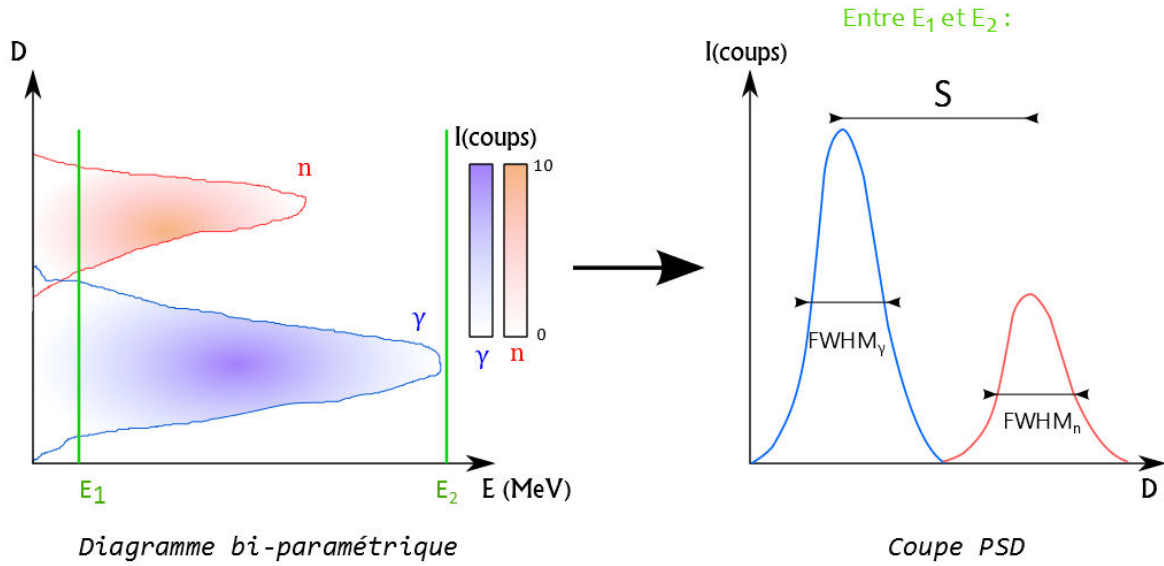 Entre E₁ et E₂ :
D
I(coups)
n
10
0
γ
γ
n
E₁
E₂
E (MeV)
Diagramme bi-paramétrique
I(coups)
S
FWHMγ
FWHMₙ
D
Coupe PSD